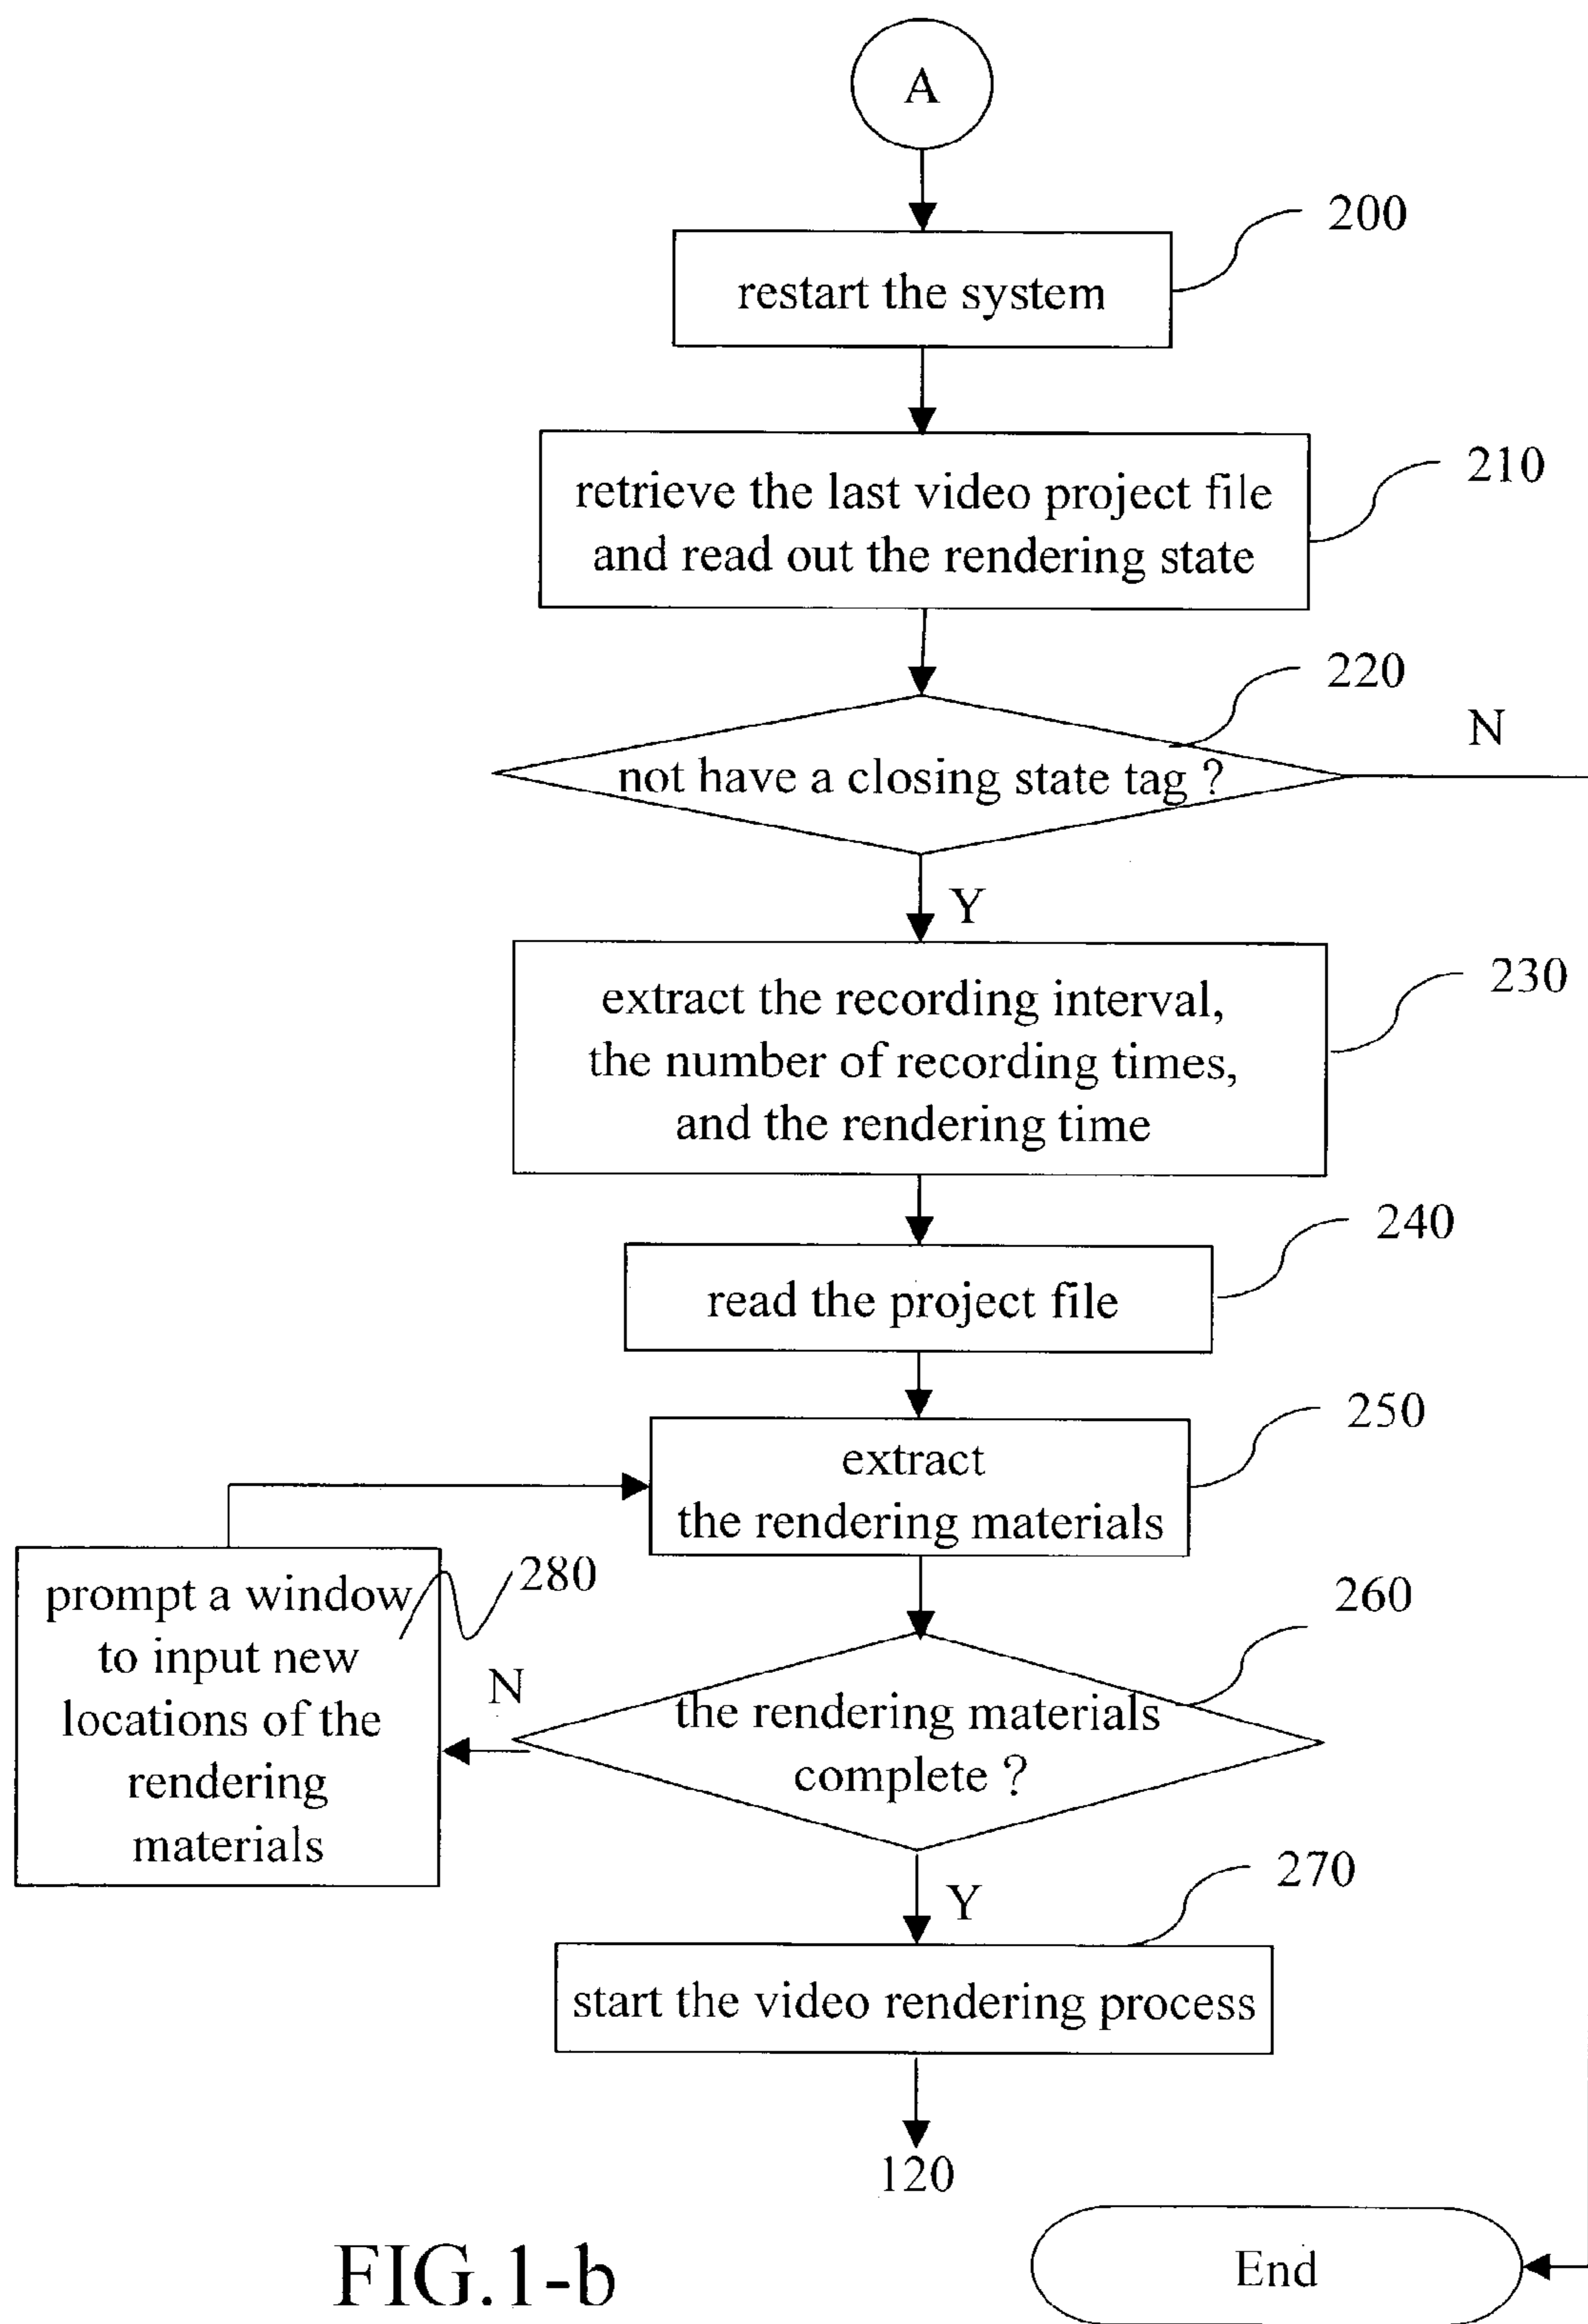 A
200
restart the system
210
retrieve the last video project file
and read out the rendering state
220
N
not have a closing state tag ?
Y
230
extract the recording interval,
the number of recording times,
and the rendering time
240
read the project file
250
extract
the rendering materials
280
prompt a window
to input new
locations of the
rendering
materials
260
N
the rendering materials
complete ?
270
Y
start the video rendering process
120
End
FIG.1-b